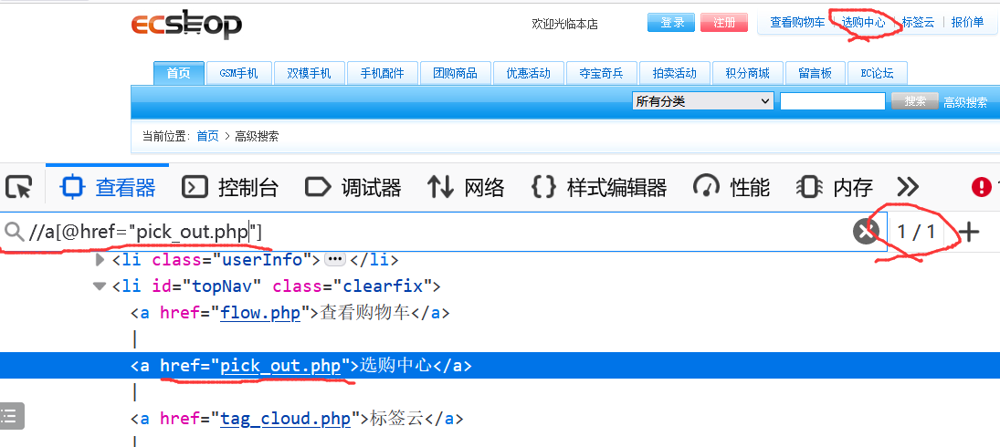 ECSHOP
欢迎光临本店
登录 注册
查看购物车 | 选购中心 | 标签云 | 报价单
首页 GSM手机 双模手机 手机配件 团购商品 优惠活动 夺宝奇兵 拍卖活动 积分商城 留言板 EC论坛
所有分类 搜索 高级搜索
当前位置: 首页 > 高级搜索
查看器 控制台 调试器 网络 {} 样式编辑器 性能 内存
//a[@href="pick_out.php"] 1 / 1
<li class="userInfo"> ••• </li>
<li id="topNav" class="clearfix">
<a href="flow.php">查看购物车</a>
|
<a href="pick_out.php">选购中心</a>
|
<a href="tag_cloud.php">标签云</a>
|